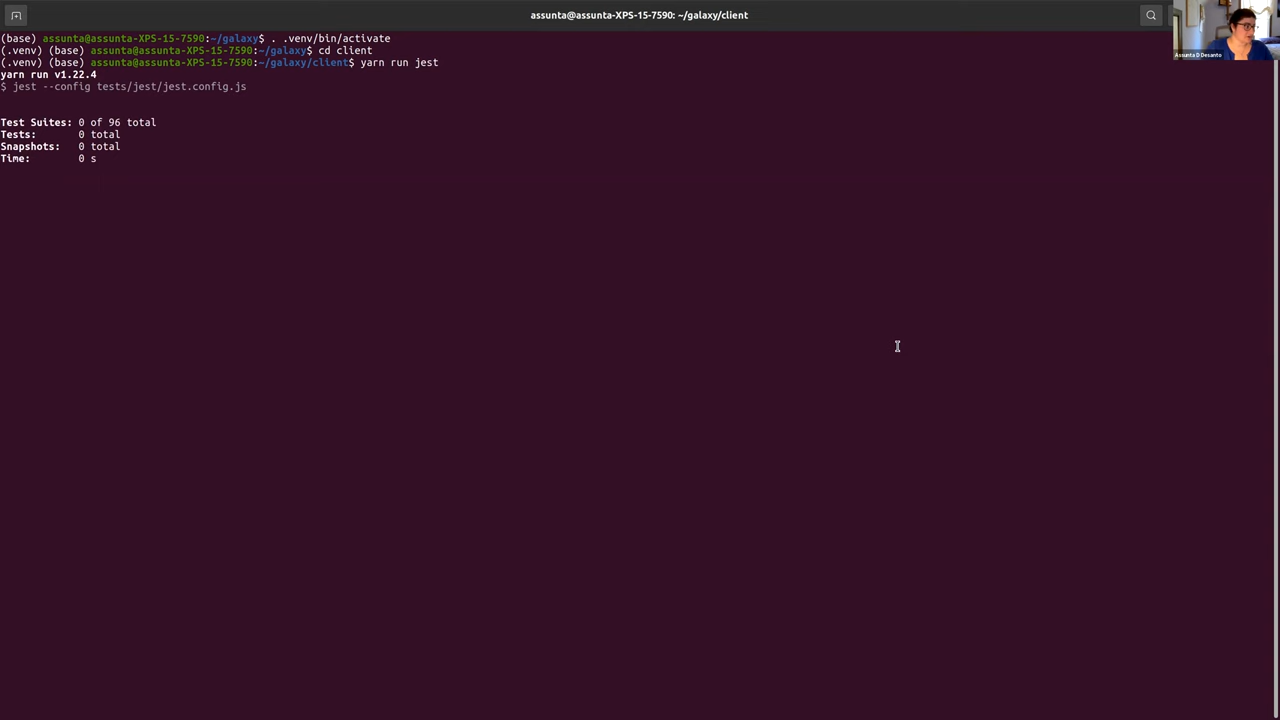 assunta@assunta-XPS-15-7590: ~/galaxy/client
Assunta D Desanto
(base) assunta@assunta-XPS-15-7590:~/galaxy$ . .venv/bin/activate
(.venv) (base) assunta@assunta-XPS-15-7590:~/galaxy$ cd client
(.venv) (base) assunta@assunta-XPS-15-7590:~/galaxy/client$ yarn run jest
yarn run v1.22.4
$ jest --config tests/jest/jest.config.js
Test Suites: 0 of 96 total
Tests:       0 total
Snapshots:   0 total
Time:        0 s